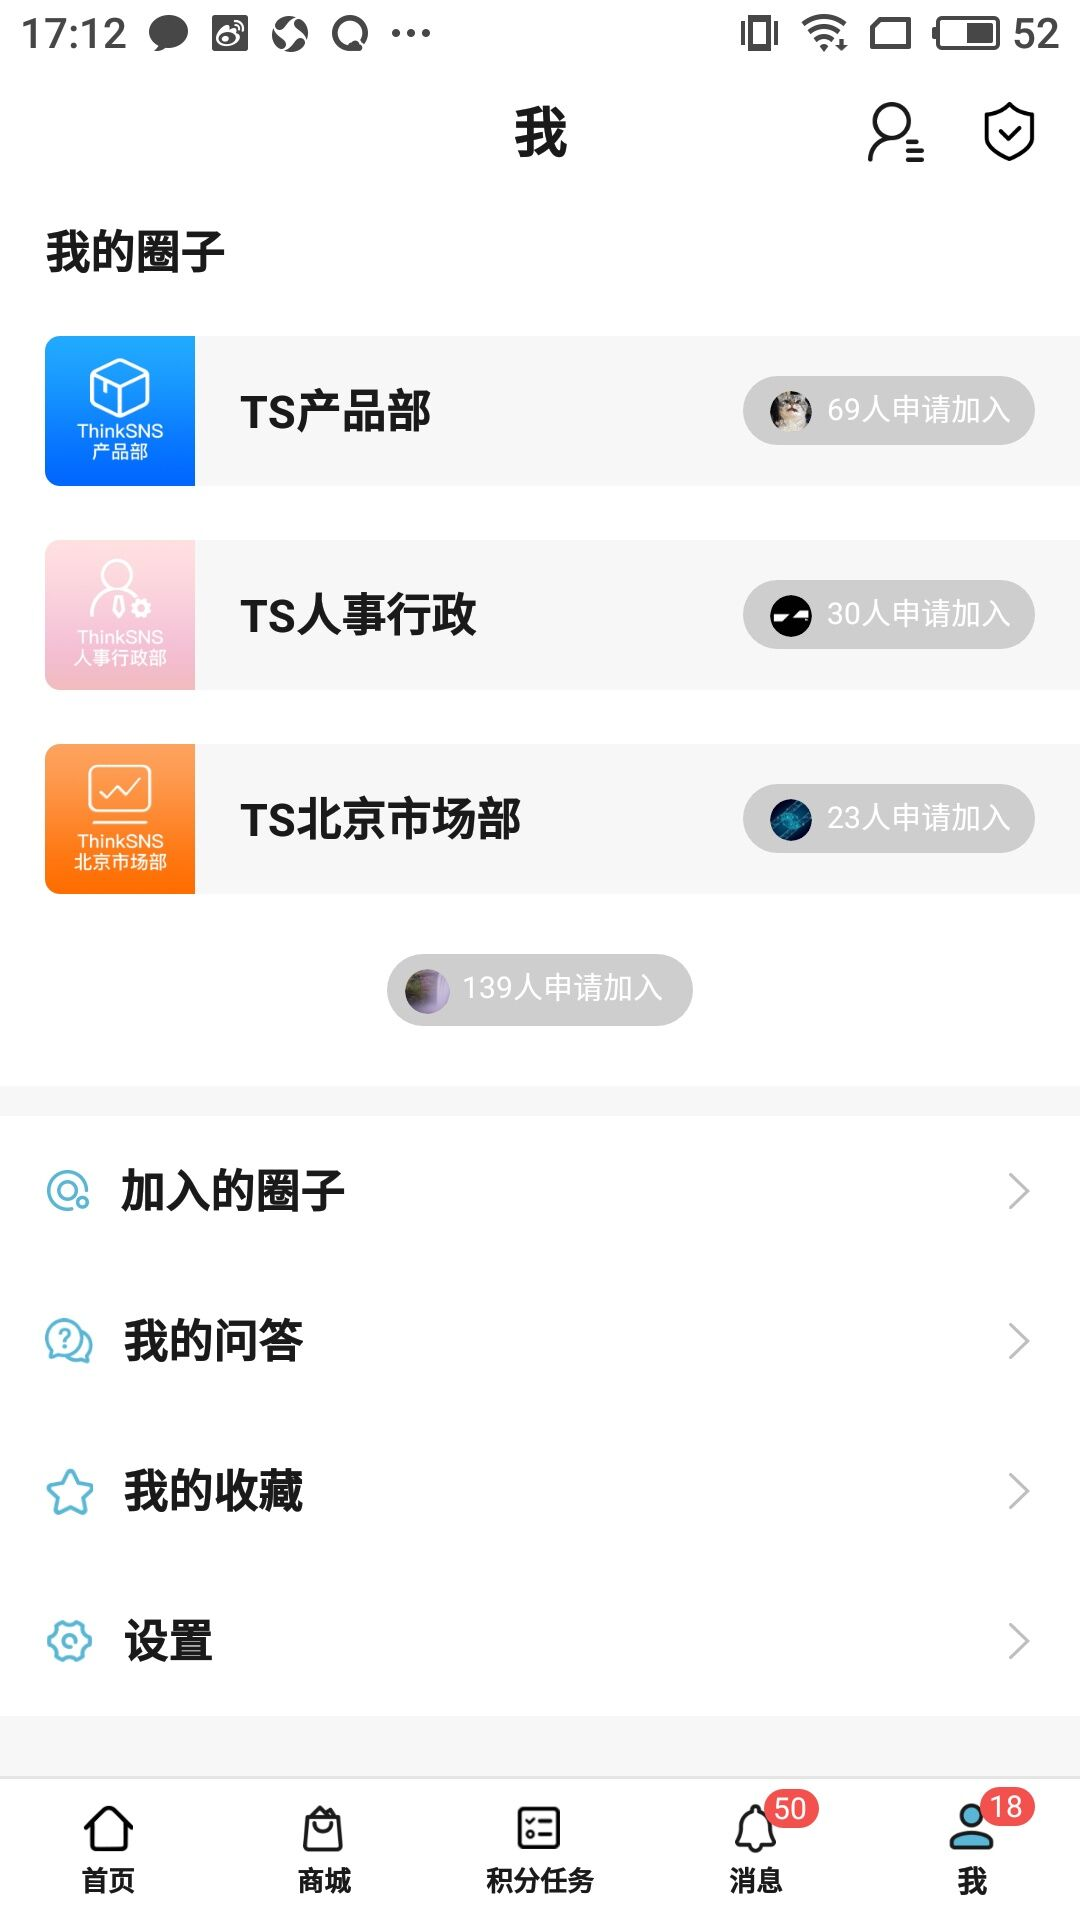 17:12
52
我
我的圈子
ThinkSNS
产品部
TS产品部
69人申请加入
ThinkSNS
人事行政部
TS人事行政
30人申请加入
ThinkSNS
北京市场部
TS北京市场部
23人申请加入
139人申请加入
加入的圈子
我的问答
我的收藏
设置
50
18
首页
商城
积分任务
消息
我